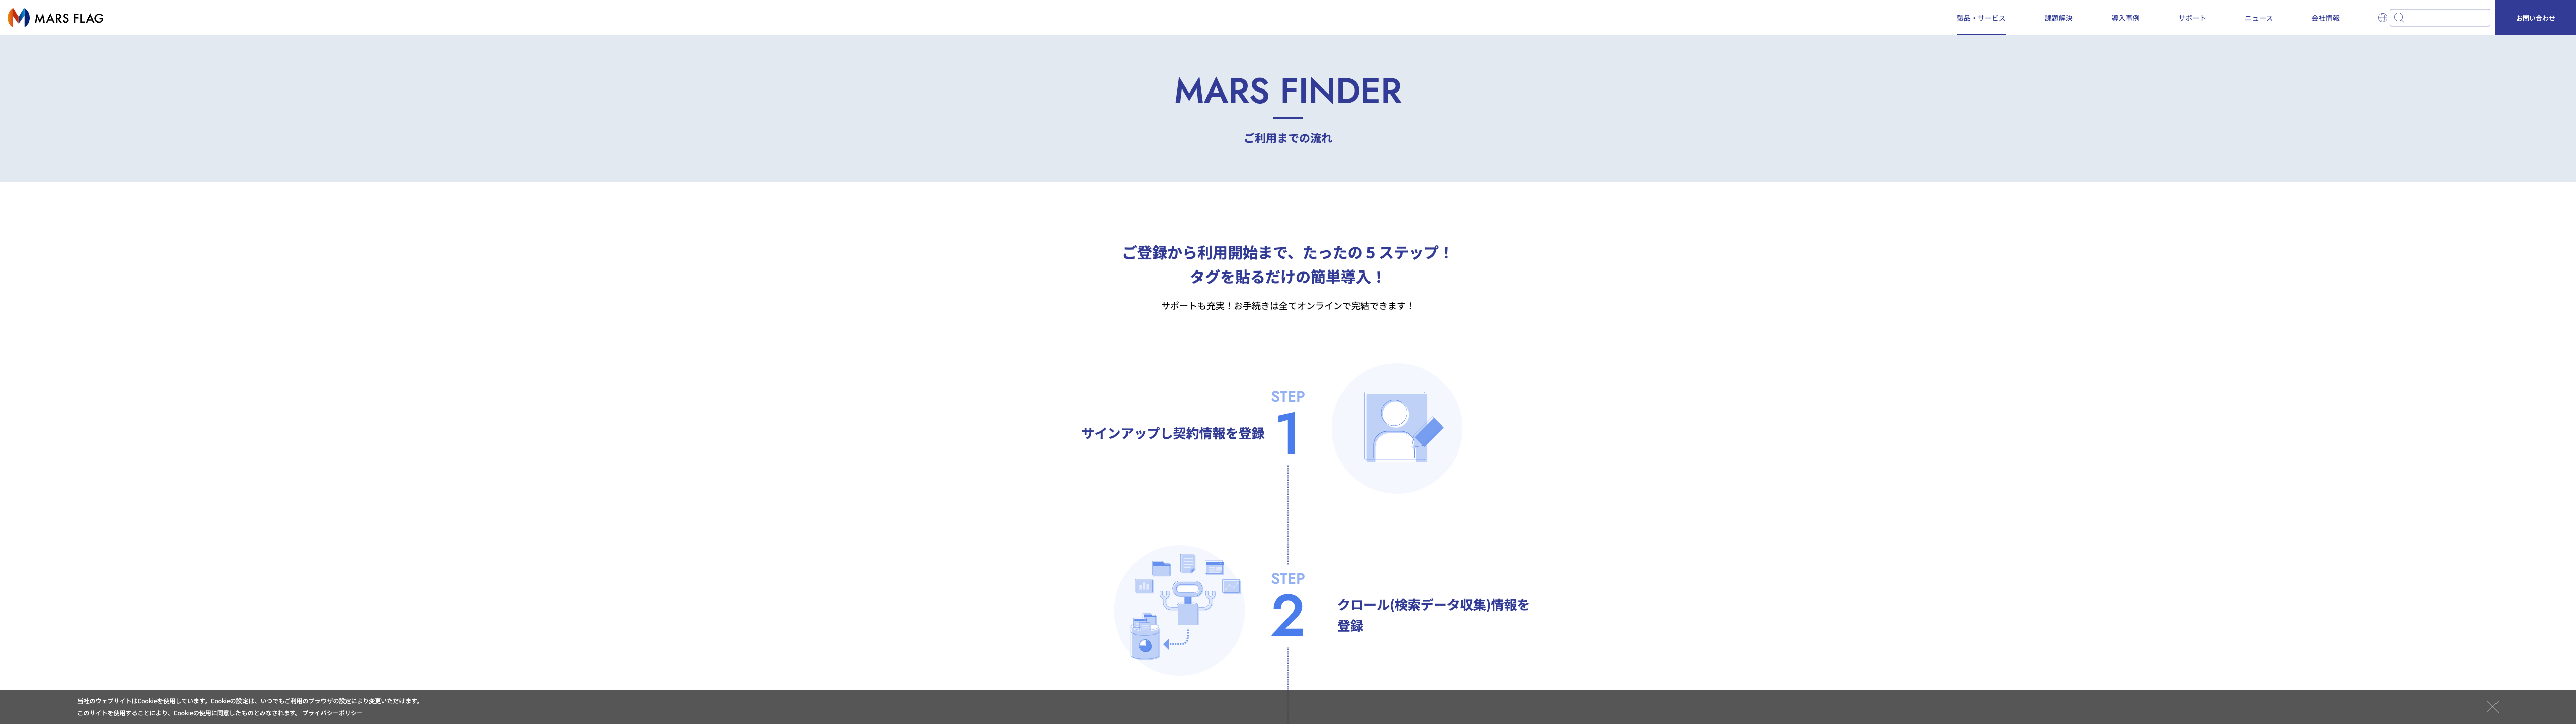 MARS FLAG
製品・サービス
課題解決
導入事例
サポート
ニュース
会社情報
お問い合わせ
MARS FINDER
ご利用までの流れ
ご登録から利用開始まで、たったの 5 ステップ！
タグを貼るだけの簡単導入！
サポートも充実！お手続きは全てオンラインで完結できます！
STEP
1
サインアップし契約情報を登録
STEP
2
クロール(検索データ収集)情報を
登録
当社のウェブサイトはCookieを使用しています。Cookieの設定は、いつでもご利用のブラウザの設定により変更いただけます。
このサイトを使用することにより、Cookieの使用に同意したものとみなされます。 プライバシーポリシー